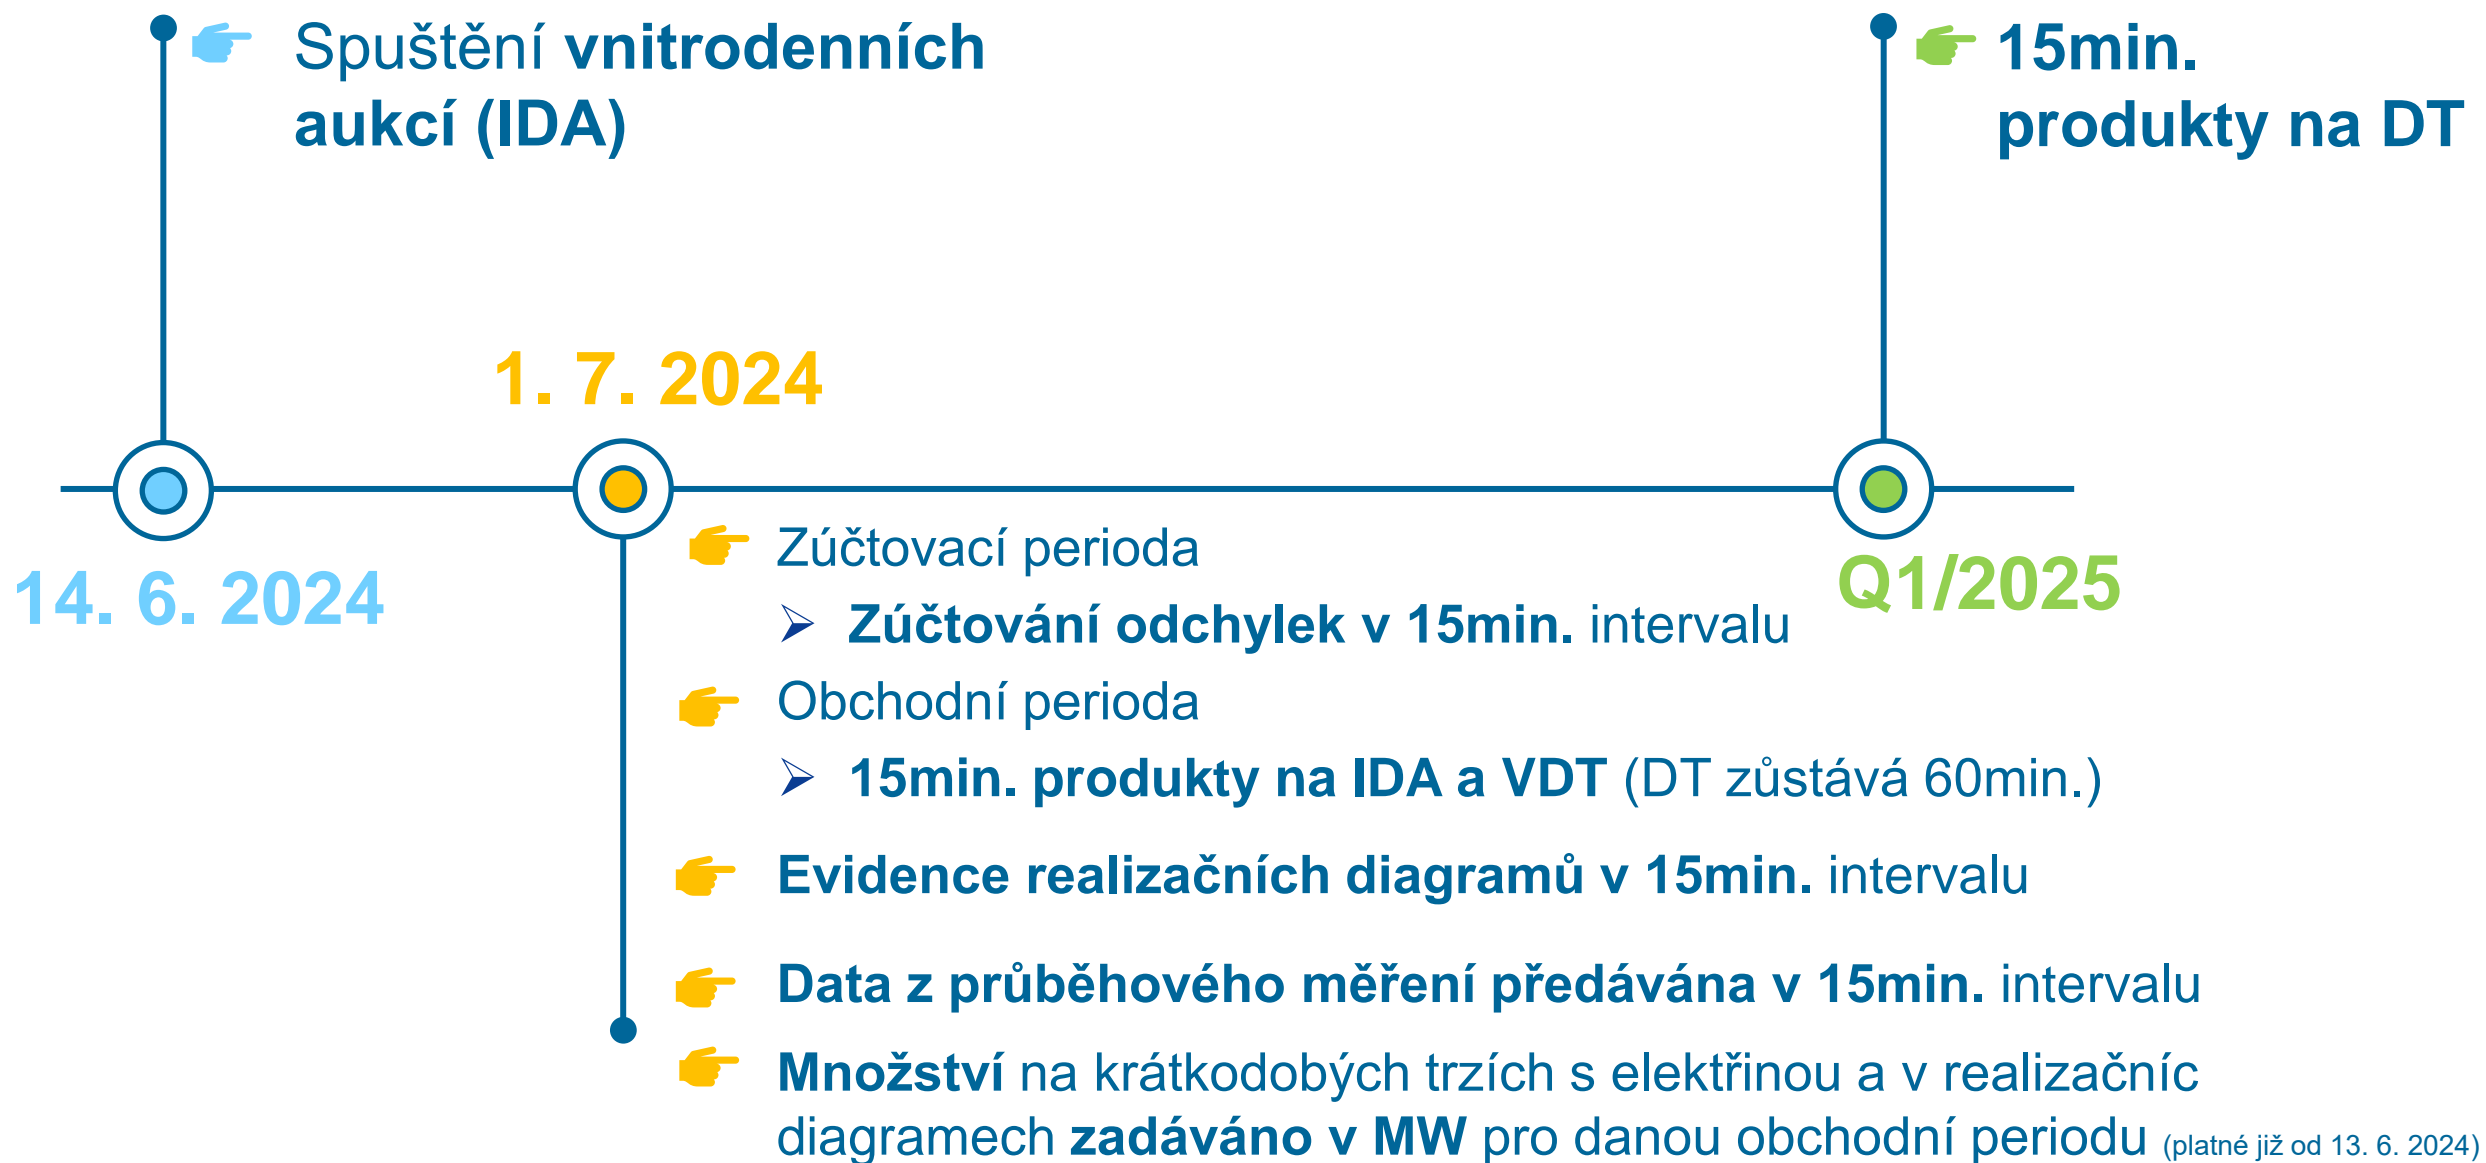 Spuštění vnitrodenních
aukcí (IDA)
15min.
produkty na DT
1. 7. 2024
14. 6. 2024
Q1/2025
Zúčtovací perioda
Zúčtování odchylek v 15min. intervalu
Obchodní perioda
15min. produkty na IDA a VDT (DT zůstává 60min.)
Evidence realizačních diagramů v 15min. intervalu
Data z průběhového měření předávána v 15min. intervalu
Množství na krátkodobých trzích s elektřinou a v realizačníc
diagramech zadáváno v MW pro danou obchodní periodu (platné již od 13. 6. 2024)